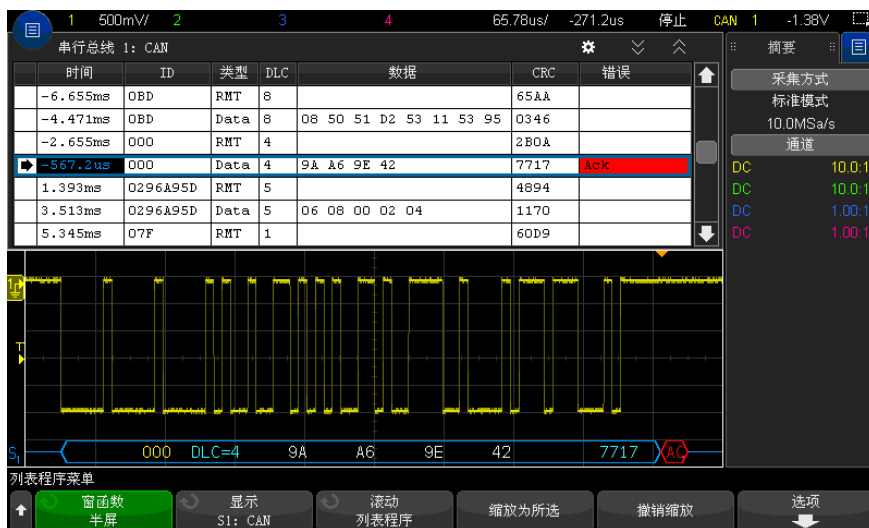 1 500mV/ 2 3 4 65.78us/ -271.2us 停止 CAN 1 -1.38V
串行总线 1: CAN
摘要
时间 ID 类型 DLC 数据 CRC 错误
-6.655ms 0BD RMT 8 65AA
-4.471ms 0BD Data 8 08 50 51 D2 53 11 53 95 0346
-2.655ms 000 RMT 4 2B0A
-567.2us 000 Data 4 9A A6 9E 42 7717 Ack
1.393ms 0296A95D RMT 5 4894
3.513ms 0296A95D Data 5 06 08 00 02 04 1170
5.345ms 07F RMT 1 60D9
采集方式
标准模式
10.0MSa/s
通道
DC 10.0:1
DC 10.0:1
DC 1.00:1
DC 1.00:1
1
T
S1 000 DLC=4 9A A6 9E 42 7717 AC
列表程序菜单
窗函数
半屏
显示
S1: CAN
滚动
列表程序
缩放为所选
撤销缩放
选项